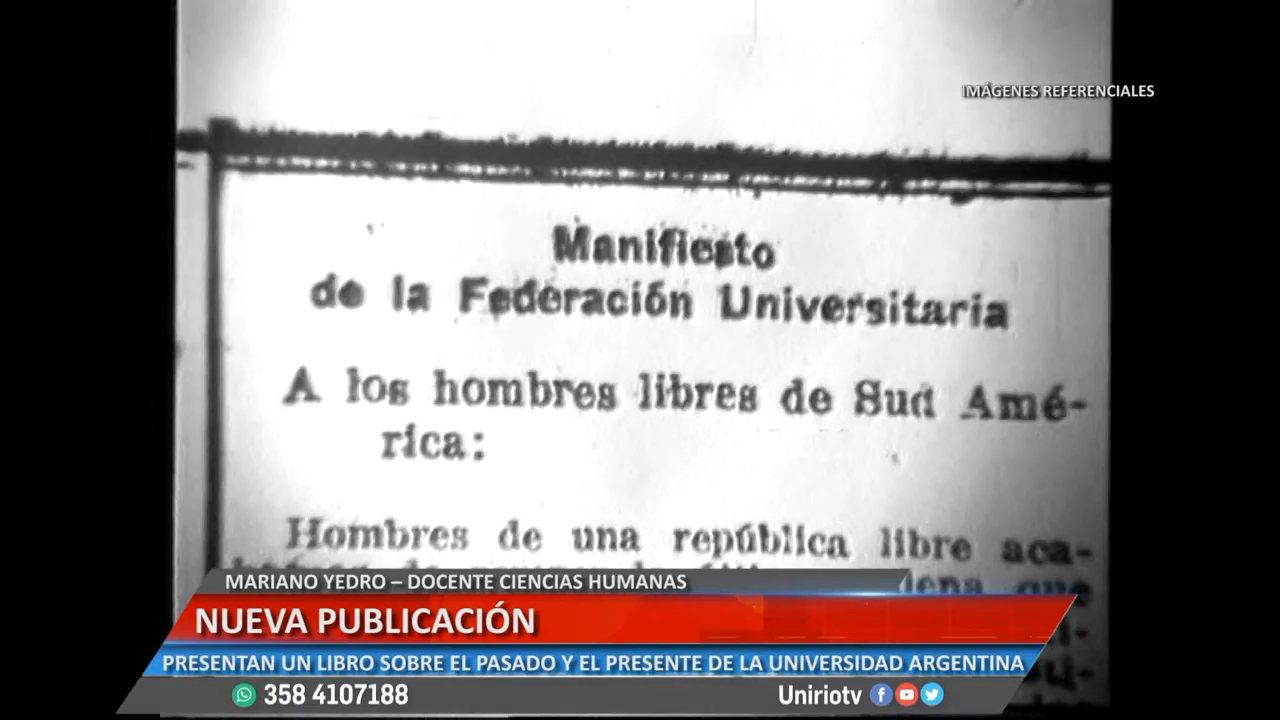 IMÁGENES REFERENCIALES
Manifiesto
de la Federación Universitaria
A los hombres libres de Sud Amé-
rica:
Hombres de una república libre aca-
que
MARIANO YEDRO – DOCENTE CIENCIAS HUMANAS
NUEVA PUBLICACIÓN
PRESENTAN UN LIBRO SOBRE EL PASADO Y EL PRESENTE DE LA UNIVERSIDAD ARGENTINA
358 4107188
Uniriotv